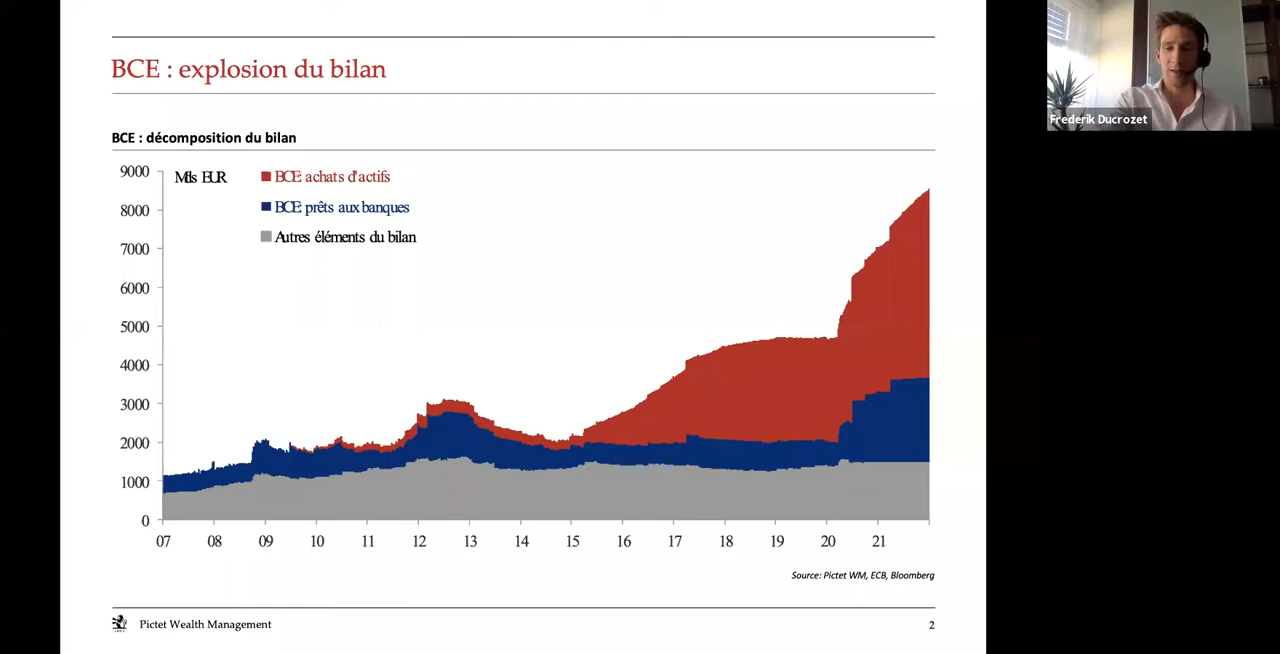 BCE : explosion du bilan
Frederik Ducrozet
BCE : décomposition du bilan
Mds EUR
BCE: achats d'actifs
BCE: prêts aux banques
Autres éléments du bilan
9000
8000
7000
6000
5000
4000
3000
2000
1000
0
07 08 09 10 11 12 13 14 15 16 17 18 19 20 21
Source: Pictet WM, ECB, Bloomberg
Pictet Wealth Management
2